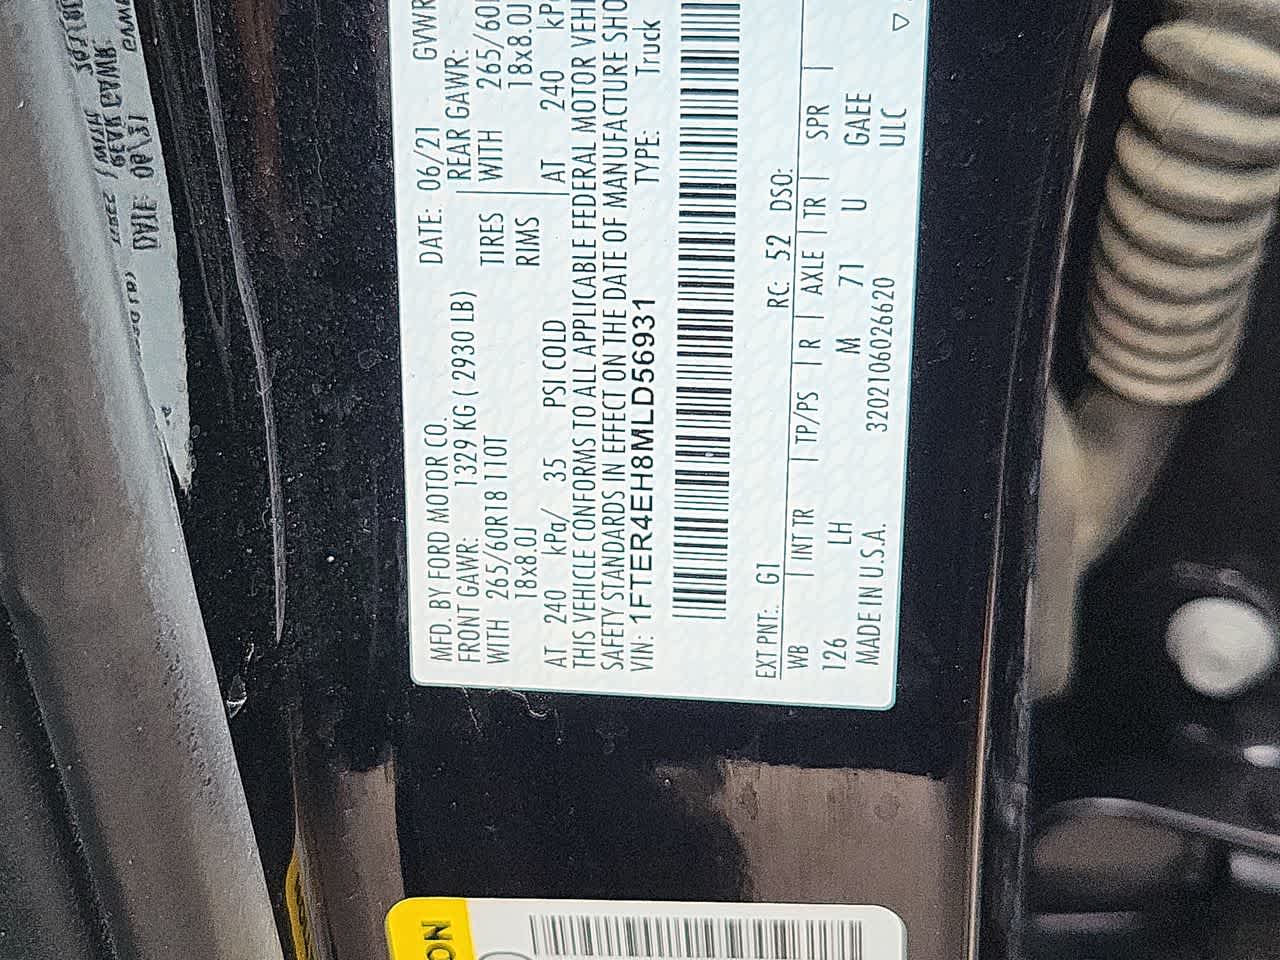 MFD. BY FORD MOTOR CO.
DATE: 06/21 GVWR
FRONT GAWR: 1329 KG ( 2930 LB)
REAR GAWR:
WITH 265/60R18 110T
TIRES
WITH 265/60
18x8.0J
RIMS
18x8.0J
AT 240 kPa/ 35 PSI COLD
AT 240 kPa
THIS VEHICLE CONFORMS TO ALL APPLICABLE FEDERAL MOTOR VEHI
SAFETY STANDARDS IN EFFECT ON THE DATE OF MANUFACTURE SHO
VIN: 1FTER4EH8MLD56931
TYPE: Truck
EXT PNT: G1 RC: 52 DSO:
WB | INT TR | TP/PS | R | AXLE | TR | SPR |
126 LH M 71 U GAEE
MADE IN U.S.A. 3202106026620 ULC
ON